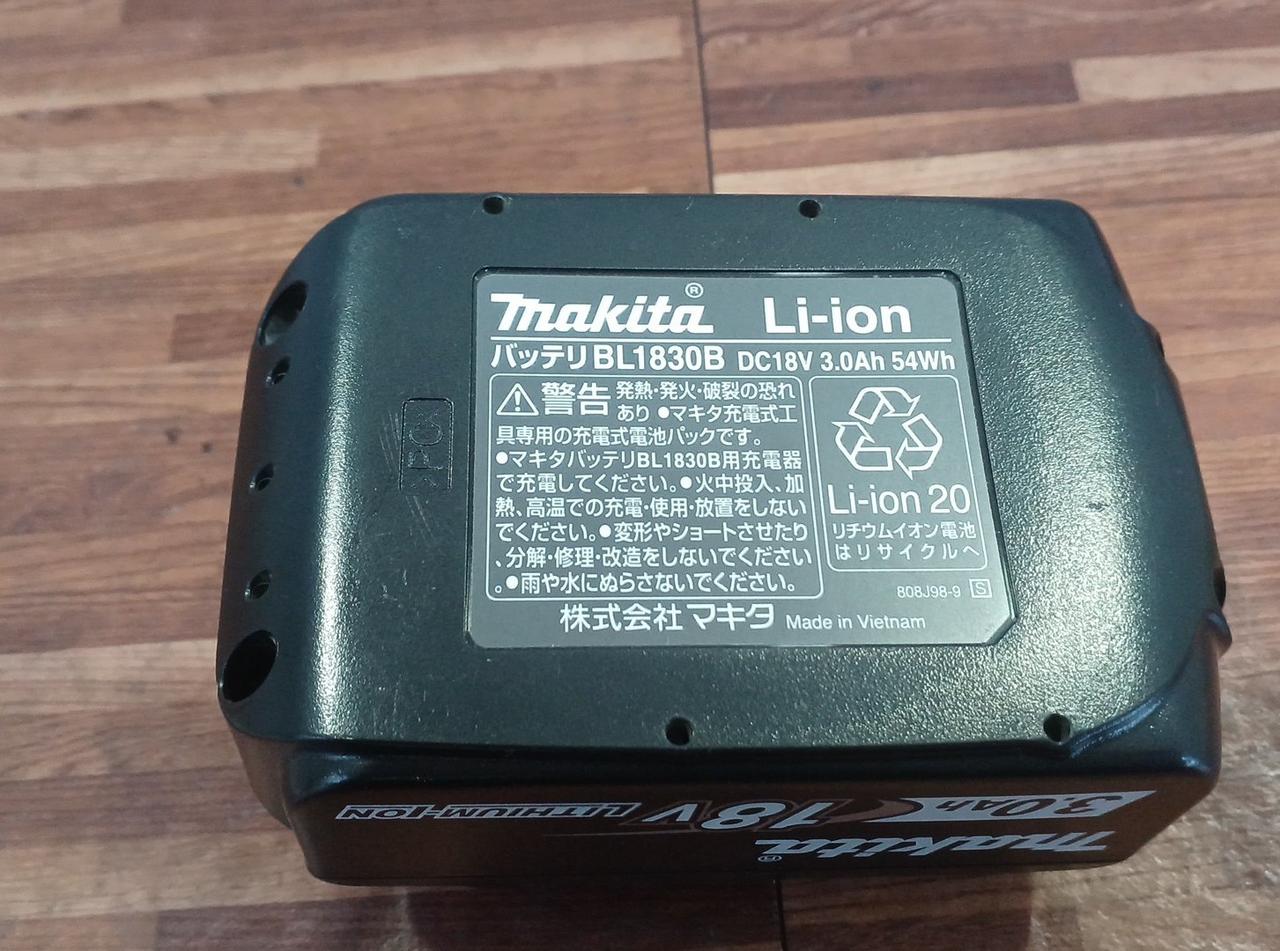 makita® Li-ion
バッテリ BL1830B DC18V 3.0Ah 54Wh
⚠警告 発熱・発火・破裂の恐れ
あり ●マキタ充電式工
具専用の充電式電池パックです。
●マキタバッテリBL1830B用充電器
で充電してください。●火中投入、加
熱、高温での充電・使用・放置をしない
でください。●変形やショートさせたり
、分解・修理・改造をしないでください
。●雨や水にぬらさないでください。
Li-ion 20
リチウムイオン電池
はリサイクルへ
808J98-9 S
株式会社 マキタ Made in Vietnam
makita®
3.0Ah 18V LITHIUM-ION